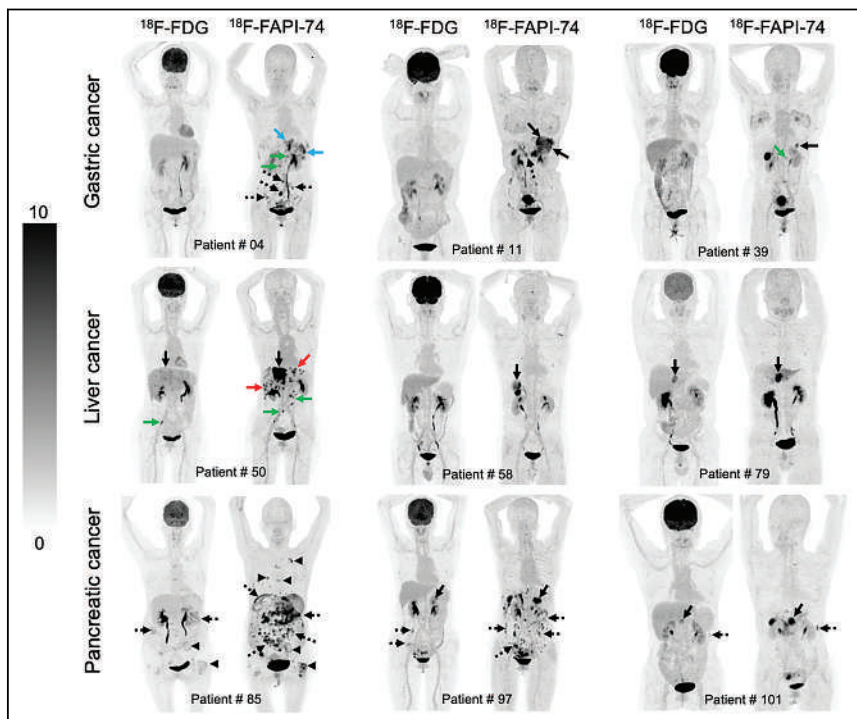 ¹⁸F-FDG ¹⁸F-FAPI-74 ¹⁸F-FDG ¹⁸F-FAPI-74 ¹⁸F-FDG ¹⁸F-FAPI-74
Gastric cancer
Patient # 04
Patient # 11
Patient # 39
10
0
Liver cancer
Patient # 50
Patient # 58
Patient # 79
Pancreatic cancer
Patient # 85
Patient # 97
Patient # 101